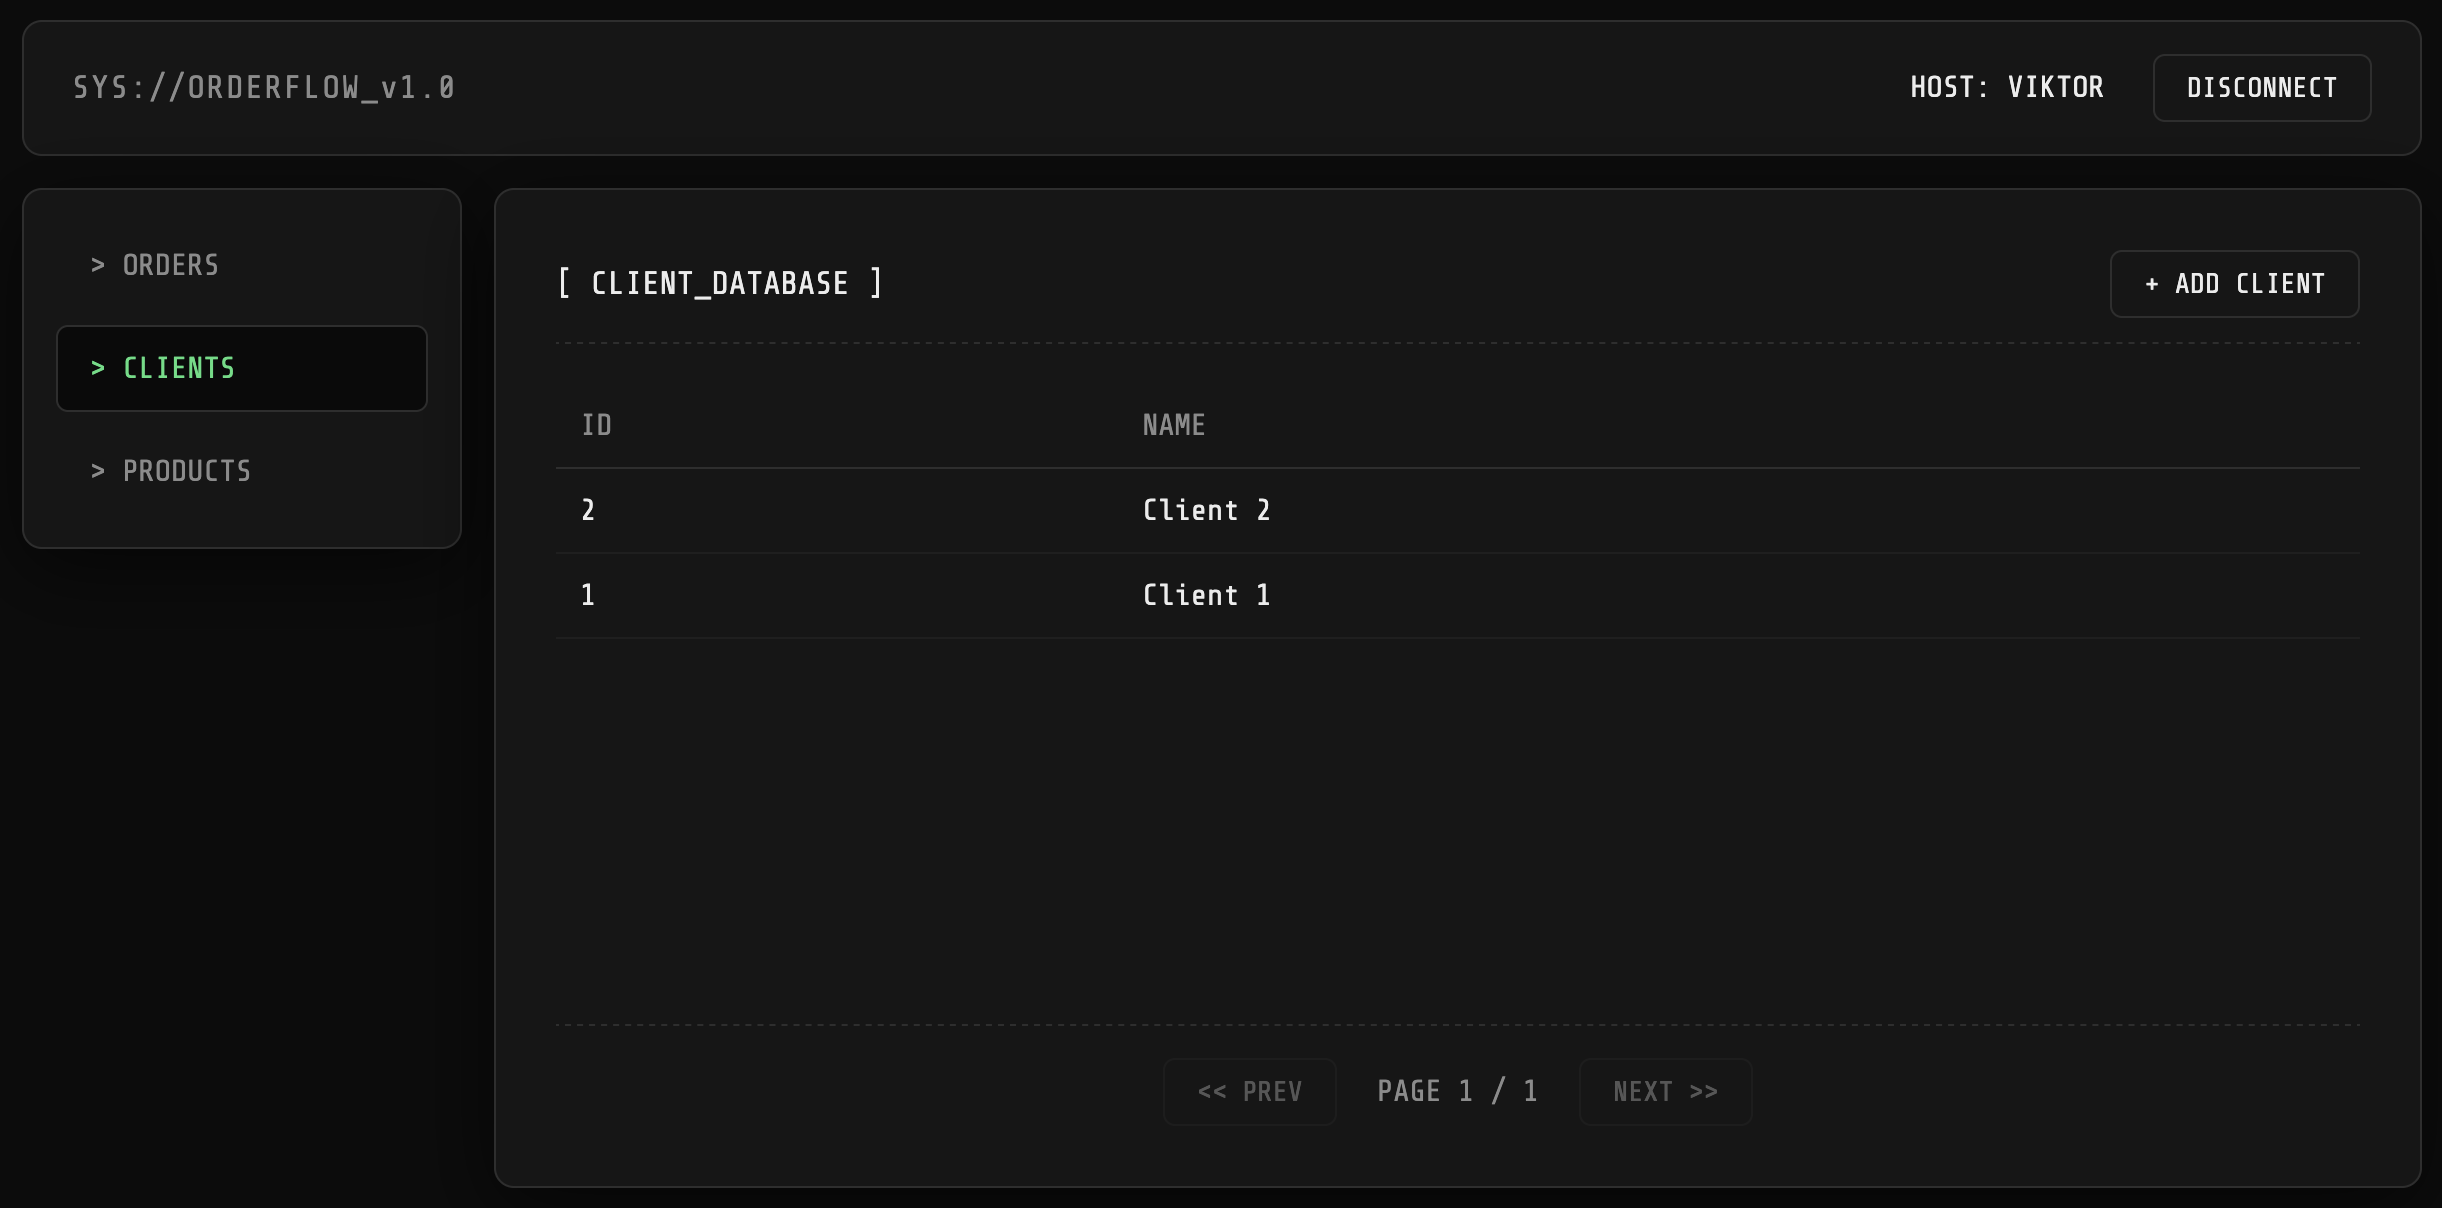 SYS://ORDERFLOW_v1.0
HOST: VIKTOR
DISCONNECT
> ORDERS
> CLIENTS
> PRODUCTS
[ CLIENT_DATABASE ]
+ ADD CLIENT
ID NAME
2 Client 2
1 Client 1
<< PREV
PAGE 1 / 1
NEXT >>